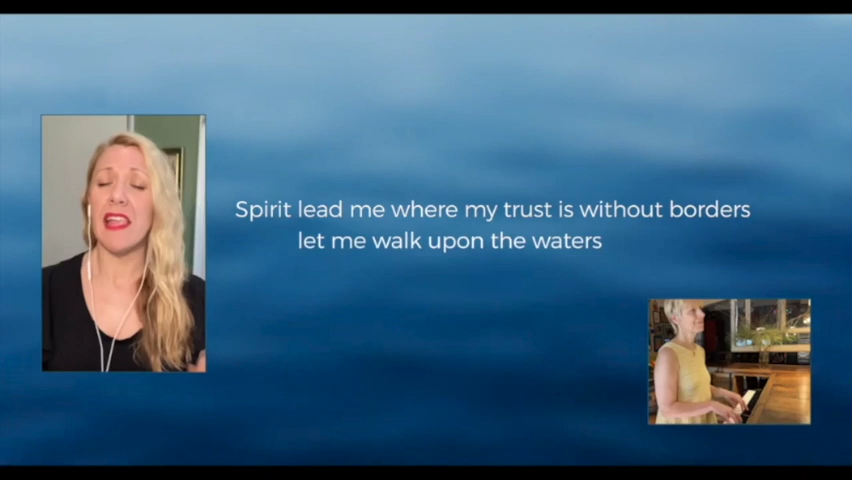 Spirit lead me where my trust is without borders
let me walk upon the waters